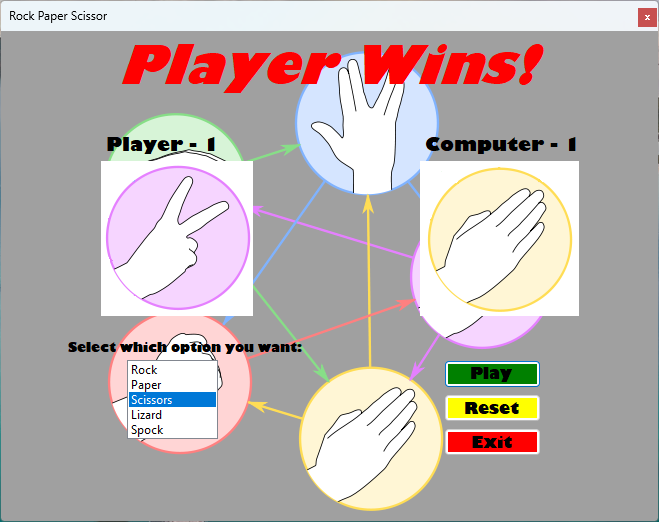 Rock Paper Scissor
x
Player Wins!
Player - 1
Computer - 1
Select which option you want:
Rock
Paper
Scissors
Lizard
Spock
Play
Reset
Exit